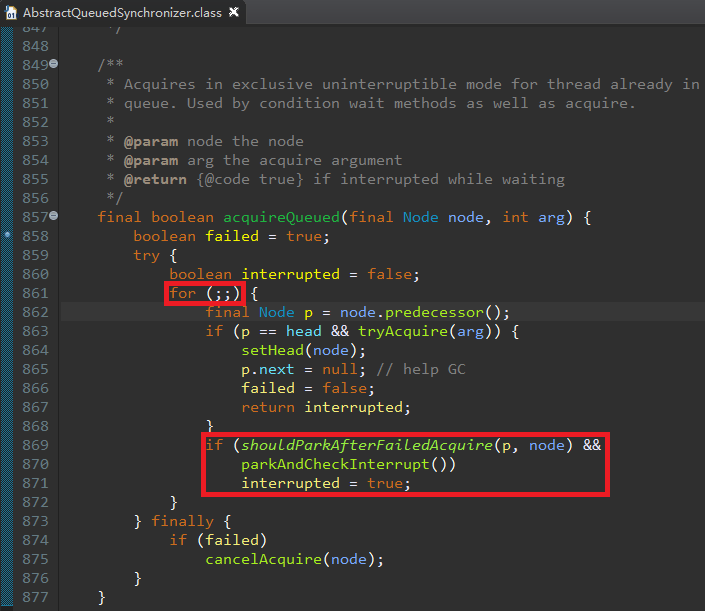 AbstractQueuedSynchronizer.class
847 */
848
849 /**
850 * Acquires in exclusive uninterruptible mode for thread already in
851 * queue. Used by condition wait methods as well as acquire.
852 *
853 * @param node the node
854 * @param arg the acquire argument
855 * @return {@code true} if interrupted while waiting
856 */
857 final boolean acquireQueued(final Node node, int arg) {
858 boolean failed = true;
859 try {
860 boolean interrupted = false;
861 for (;;) {
862 final Node p = node.predecessor();
863 if (p == head && tryAcquire(arg)) {
864 setHead(node);
865 p.next = null; // help GC
866 failed = false;
867 return interrupted;
868 }
869 if (shouldParkAfterFailedAcquire(p, node) &&
870 parkAndCheckInterrupt())
871 interrupted = true;
872 }
873 } finally {
874 if (failed)
875 cancelAcquire(node);
876 }
877 }